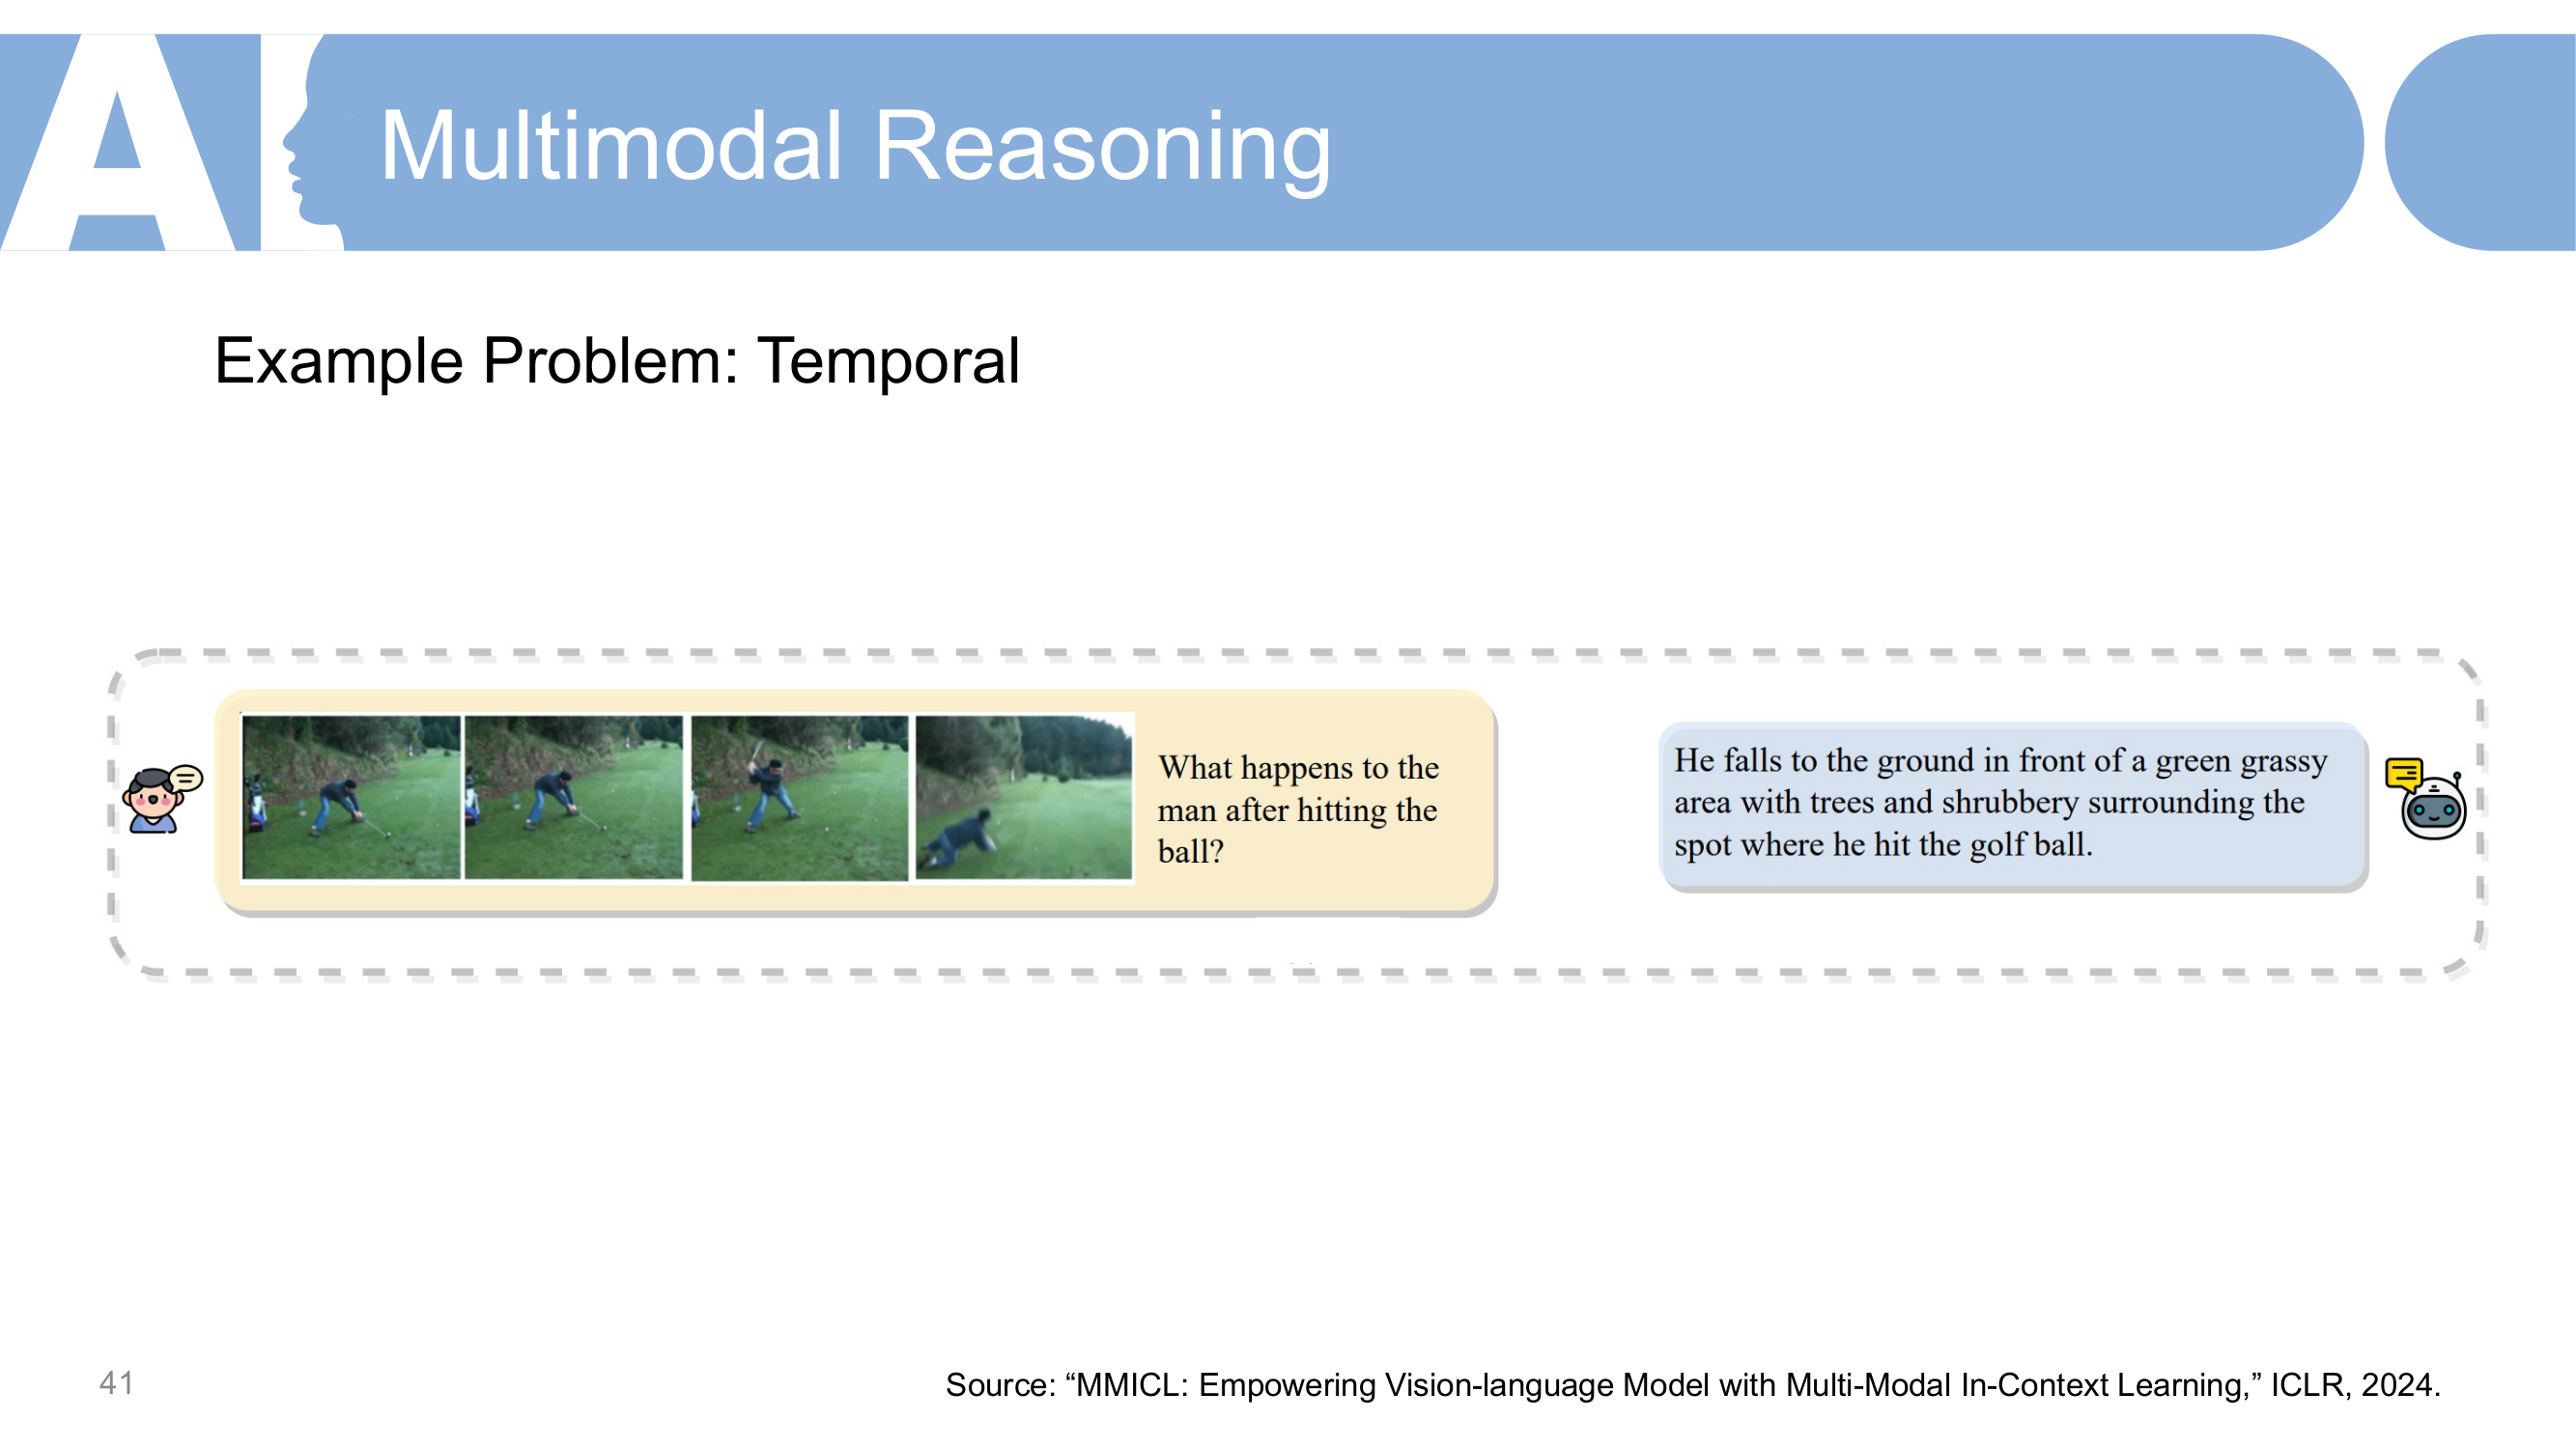 AI
Multimodal Reasoning
Example Problem: Temporal
What happens to the
man after hitting the
ball?
He falls to the ground in front of a green grassy
area with trees and shrubbery surrounding the
spot where he hit the golf ball.
41
Source: “MMICL: Empowering Vision-language Model with Multi-Modal In-Context Learning,” ICLR, 2024.